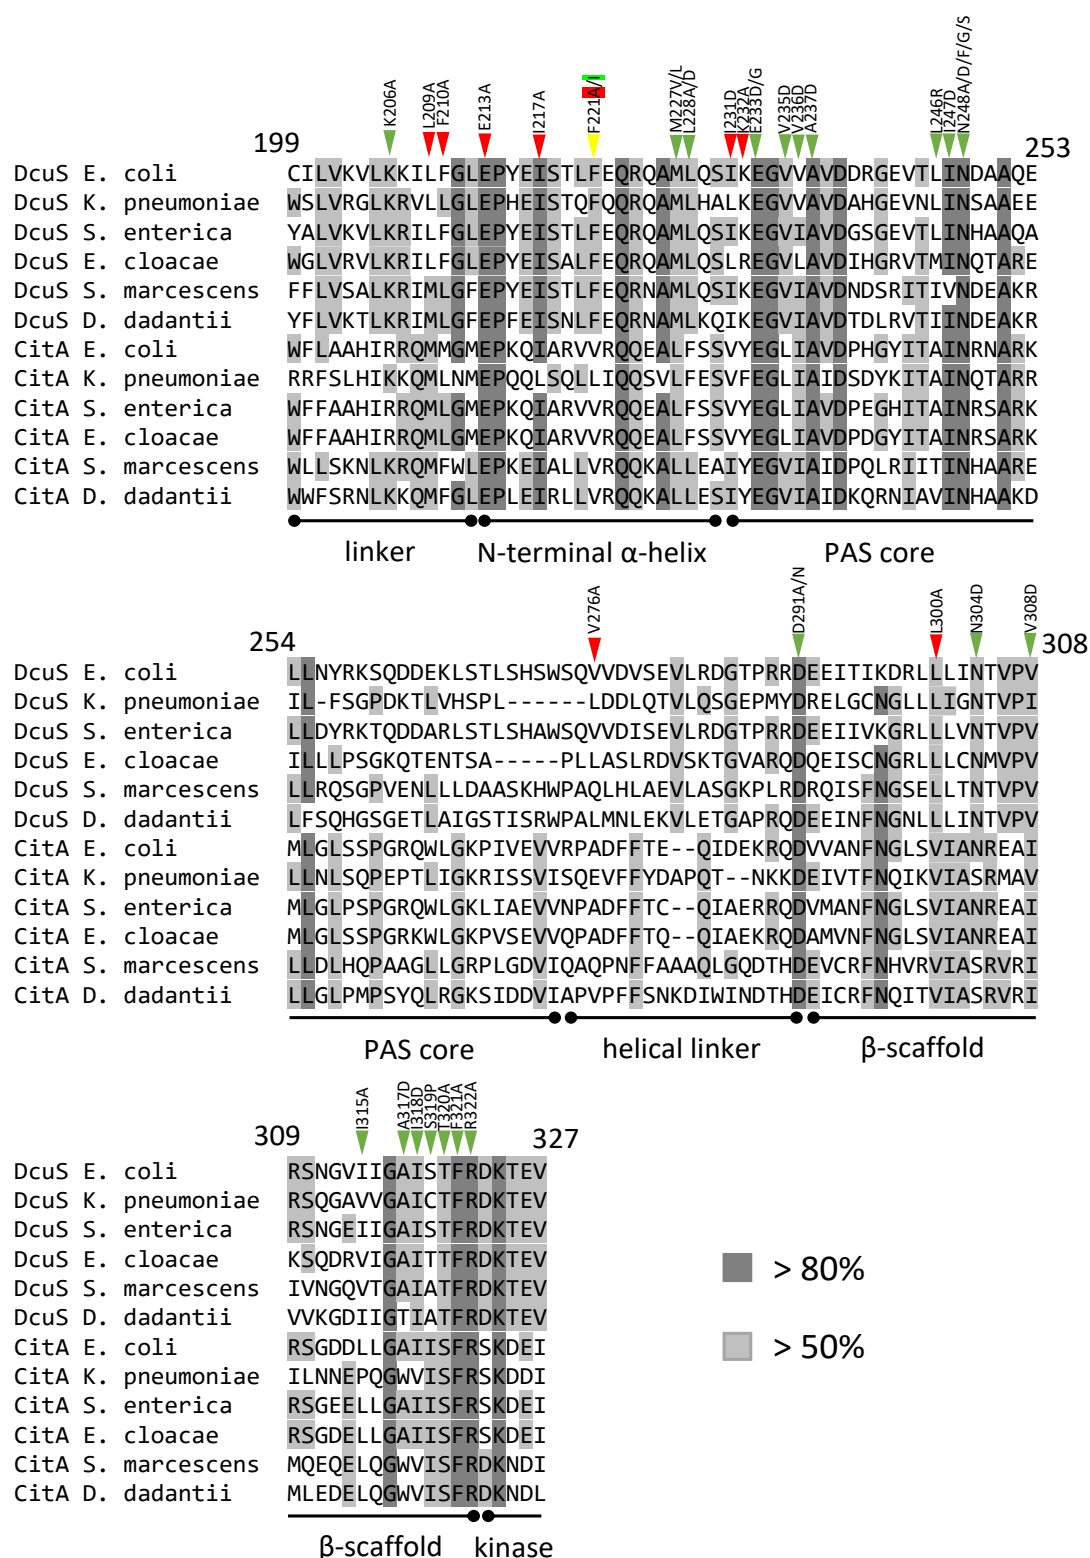 K206A L209A F210A E213A I217A F221A/I M227V/L L228A/D I231D K232A E233D/G V235D V236D A237D L246R I247D N248A/D/F/G/S
199 253
DcuS E. coli CILVKVLKKILFGLEPYEISTLFEQRQAMLQSIKEGVVAVDDRGEVTLINDAAQE
DcuS K. pneumoniae WSLVRGLKRVLLGLEPHEISTQFQQRQAMLHALKEGVVAVDAHGEVNLINSAAEE
DcuS S. enterica YALVKVLKRILFGLEPYEISTLFEQRQAMLQSIKEGVIAVDGSGEVTLINHAAQA
DcuS E. cloacae WGLVRVLKRILFGLEPYEISALFEQRQAMLQSLREGVLAVDIHGRVTMINQTARE
DcuS S. marcescens FFLVSALKRIMLGFEPYEISTLFEQRNAMLQSIKEGVIAVDNDSRITIVNDEAKR
DcuS D. dadantii YFLVKTLKRIMLGFEPFEISNLFEQRNAMLKQIKEGVIAVDTDLRVTIINDEAKR
CitA E. coli WFLAAHIRRQMMGMEPKQIARVVRQQEALFSSVYEGLIAVDPHGYITAINRNARK
CitA K. pneumoniae RRFSLHIKKQMLNMEPQQLSQLLIQQSVLFESVFEGLIAIDSDYKITAINQTARR
CitA S. enterica WFFAAHIRRQMLGMEPKQIARVVRQQEALFSSVYEGLIAVDPEGHITAINRSARK
CitA E. cloacae WFFAAHIRRQMLGMEPKQIARVVRQQEALFSSVYEGLIAVDPDGYITAINRSARK
CitA S. marcescens WLLSKNLKRQMFWLEPKEIALLVRQQKALLEAIYEGVIAIDPQLRIITINHAARE
CitA D. dadantii WWFSRNLKKQMFGLEPLEIRLLVRQQKALLESIYEGVIAIDKQRNIAVINHAAKD
linker N-terminal α-helix PAS core
V276A D291A/N L300A N304D V308D
254 308
DcuS E. coli LLNYRKSQDDEKLSTLSHSWSQVVDVSEVLRDGTPRRDEEITIKDRLLLINTVPV
DcuS K. pneumoniae IL-FSGPDKTLVHSPL------LDDLQTVLQSGEPMYDRELGCNGLLLIGNTVPI
DcuS S. enterica LLDYRKTQDDARLSTLSHAWSQVVDISEVLRDGTPRRDEEIIVKGRLLLVNTVPV
DcuS E. cloacae ILLLPSGKQTENTSA-----PLLASLRDVSKTGVARQDQEISCNGRLLLCNMVPV
DcuS S. marcescens LLRQSGPVENLLLDAASKHWPAQLHLAEVLASGKPLRDRQISFNGSELLTNTVPV
DcuS D. dadantii LFSQHGSGETLAIGSTISRWPALMNLEKVLETGAPRQDEEINFNGNLLLINTVPV
CitA E. coli MLGLSSPGRQWLGKPIVEVVRPADFFTE--QIDEKRQDVVANFNGLSVIANREAI
CitA K. pneumoniae LLNLSQPEPTLIGKRISSVISQEVFFYDAPQT--NKKDEIVTFNQIKVIASRMAV
CitA S. enterica MLGLPSPGRQWLGKLIAEVVNPADFFTC--QIAERRQDVMANFNGLSVIANREAI
CitA E. cloacae MLGLSSPGRKWLGKPVSEVVQPADFFTQ--QIAEKRQDAMVNFNGLSVIANREAI
CitA S. marcescens LLDLHQPAAGLLGRPLGDVIQAQPNFFAAAQLGQDTHDEVCRFNHVRVIASRVRI
CitA D. dadantii LLGLPMPSYQLRGKSIDDVIAPVPFFSNKDIWINDTHDEICRFNQITVIASRVRI
PAS core helical linker β-scaffold
I315A A317D I318D S319P T320A F321A R322A
309 327
DcuS E. coli RSNGVIIGAISTFRDKTEV
DcuS K. pneumoniae RSQGAVVGAICTFRDKTEV
DcuS S. enterica RSNGEIIGAISTFRDKTEV
DcuS E. cloacae KSQDRVIGAITTFRDKTEV
DcuS S. marcescens IVNGQVTGAIATFRDKTEV
DcuS D. dadantii VVKGDIIGTIATFRDKTEV
CitA E. coli RSGDDLLGAIISFRSKDEI
CitA K. pneumoniae ILNNEPQGWVISFRSKDDI
CitA S. enterica RSGEELLGAIISFRSKDEI
CitA E. cloacae RSGDELLGAIISFRSKDEI
CitA S. marcescens MQEQELQGWVISFRDKNDI
CitA D. dadantii MLEDELQGWVISFRDKNDL
> 80%
> 50%
β-scaffold kinase